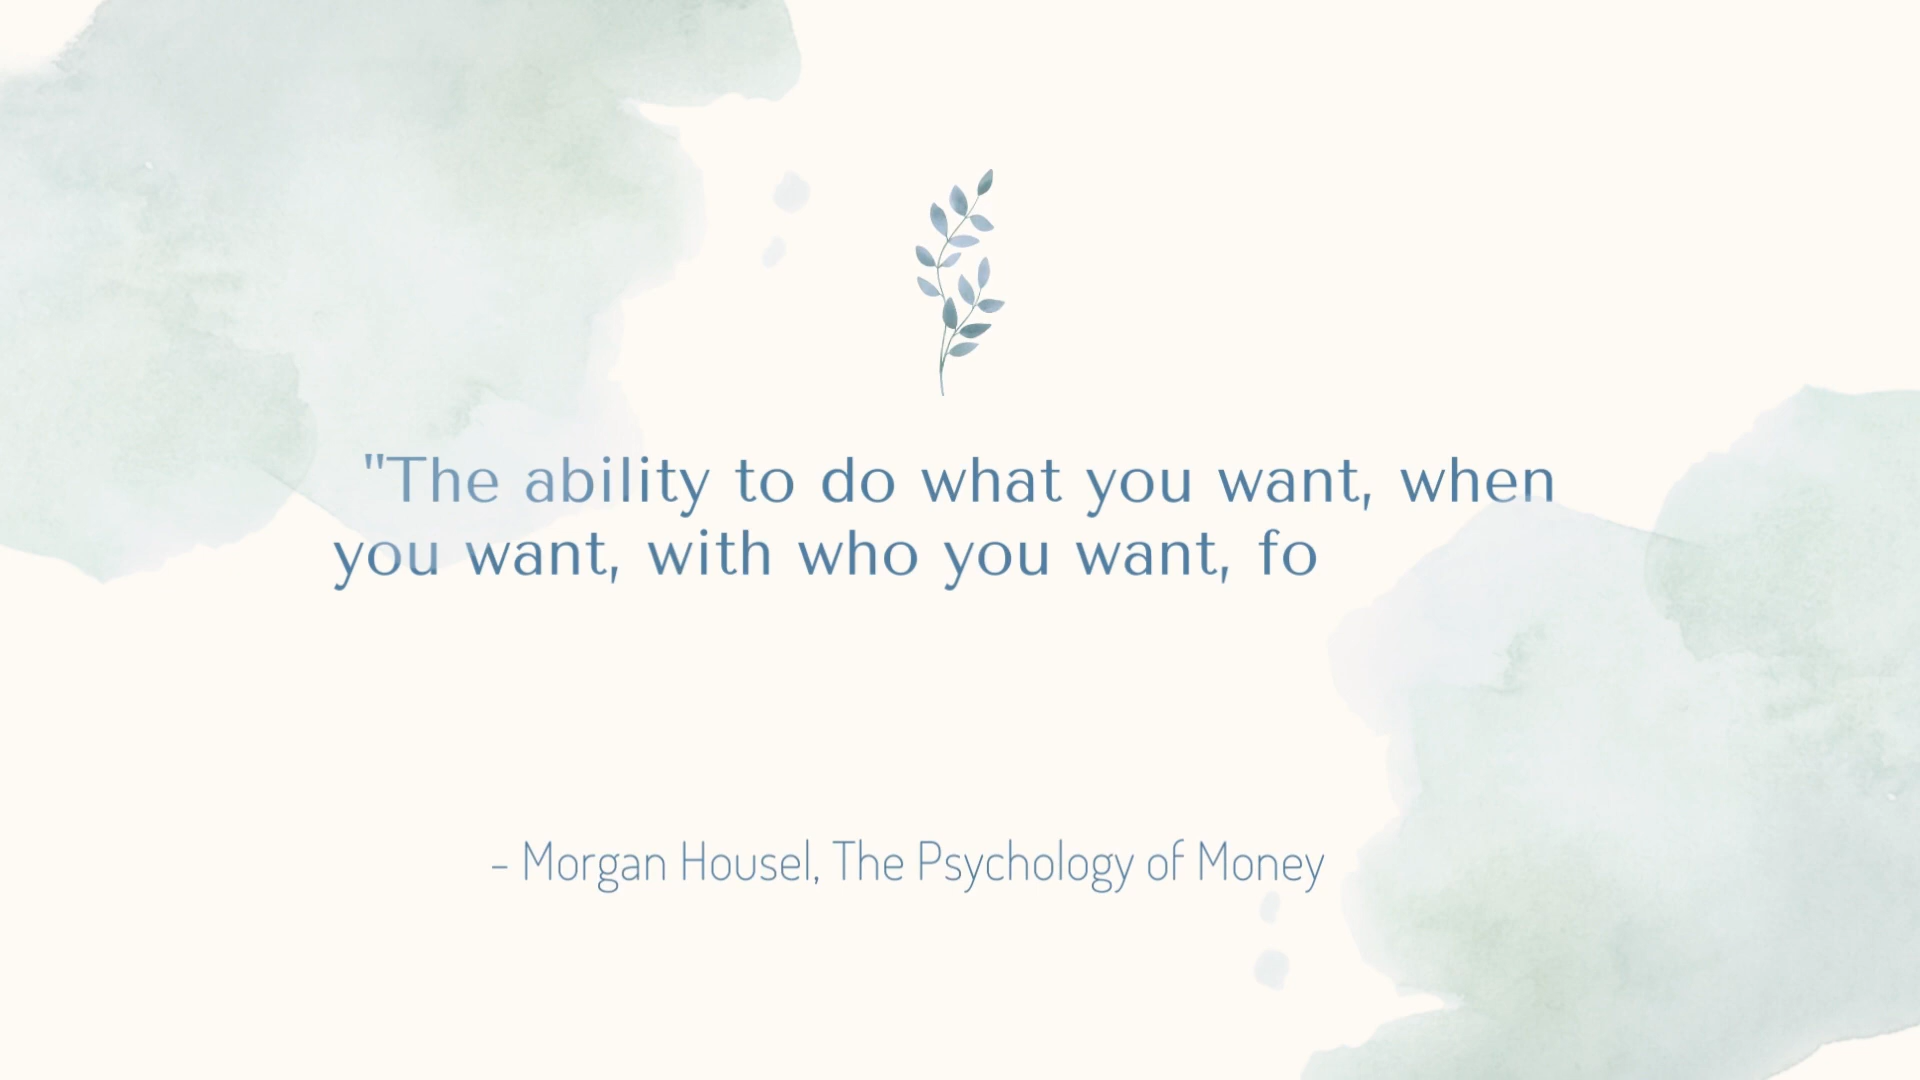 "The ability to do what you want, when
you want, with who you want, fo
– Morgan Housel, The Psychology of Money